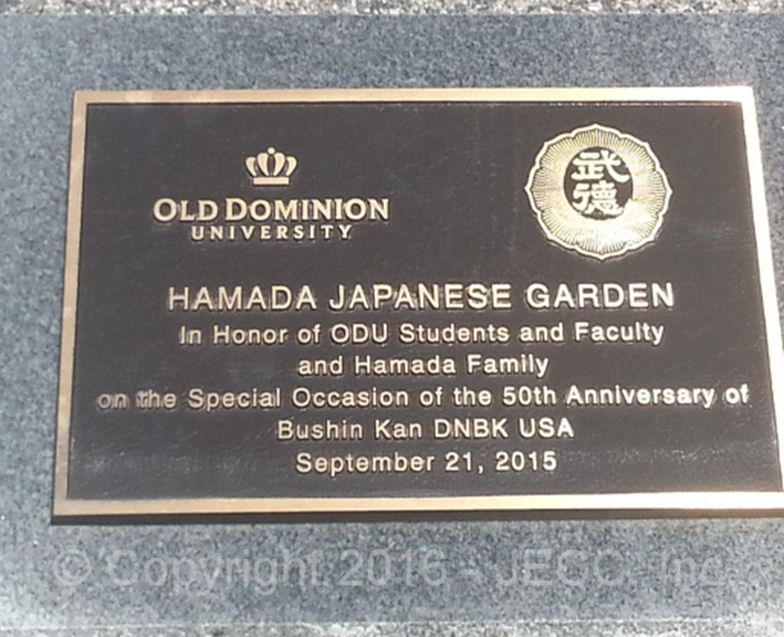 OLD DOMINION
UNIVERSITY
武
德
HAMADA JAPANESE GARDEN
In Honor of ODU Students and Faculty
and Hamada Family
on the Special Occasion of the 50th Anniversary of
Bushin Kan DNBK USA
September 21, 2015
© Copyright 2016 - JECC, Inc.